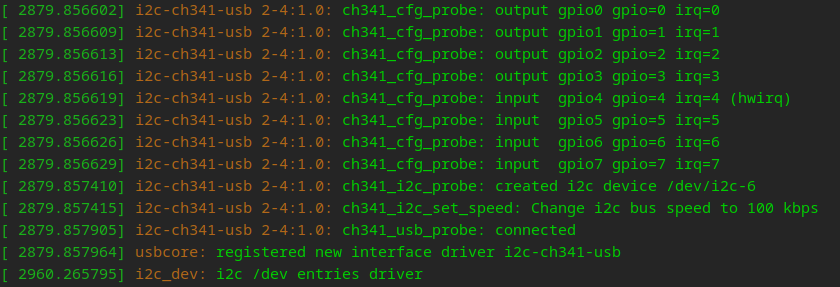 [ 2879.856602] i2c-ch341-usb 2-4:1.0: ch341_cfg_probe: output gpio0 gpio=0 irq=0
[ 2879.856609] i2c-ch341-usb 2-4:1.0: ch341_cfg_probe: output gpio1 gpio=1 irq=1
[ 2879.856613] i2c-ch341-usb 2-4:1.0: ch341_cfg_probe: output gpio2 gpio=2 irq=2
[ 2879.856616] i2c-ch341-usb 2-4:1.0: ch341_cfg_probe: output gpio3 gpio=3 irq=3
[ 2879.856619] i2c-ch341-usb 2-4:1.0: ch341_cfg_probe: input  gpio4 gpio=4 irq=4 (hwirq)
[ 2879.856623] i2c-ch341-usb 2-4:1.0: ch341_cfg_probe: input  gpio5 gpio=5 irq=5
[ 2879.856626] i2c-ch341-usb 2-4:1.0: ch341_cfg_probe: input  gpio6 gpio=6 irq=6
[ 2879.856629] i2c-ch341-usb 2-4:1.0: ch341_cfg_probe: input  gpio7 gpio=7 irq=7
[ 2879.857410] i2c-ch341-usb 2-4:1.0: ch341_i2c_probe: created i2c device /dev/i2c-6
[ 2879.857415] i2c-ch341-usb 2-4:1.0: ch341_i2c_set_speed: Change i2c bus speed to 100 kbps
[ 2879.857905] i2c-ch341-usb 2-4:1.0: ch341_usb_probe: connected
[ 2879.857964] usbcore: registered new interface driver i2c-ch341-usb
[ 2960.265795] i2c_dev: i2c /dev entries driver